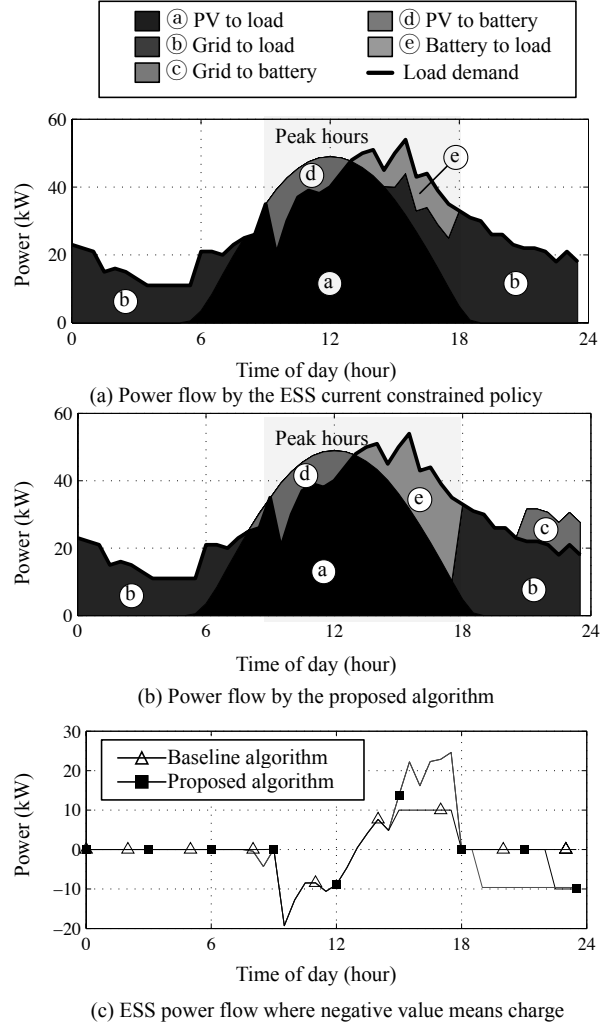 ⓐ PV to load
ⓑ Grid to load
ⓒ Grid to battery
ⓓ PV to battery
ⓔ Battery to load
Load demand
60
40
20
0
Power (kW)
Peak hours
ⓓ
ⓔ
ⓐ
ⓑ
ⓑ
0
6
12
18
24
Time of day (hour)
(a) Power flow by the ESS current constrained policy
60
40
20
0
Power (kW)
Peak hours
ⓓ
ⓔ
ⓒ
ⓐ
ⓑ
ⓑ
0
6
12
18
24
Time of day (hour)
(b) Power flow by the proposed algorithm
30
20
10
0
−10
−20
Power (kW)
Baseline algorithm
Proposed algorithm
0
6
12
18
24
Time of day (hour)
(c) ESS power flow where negative value means charge